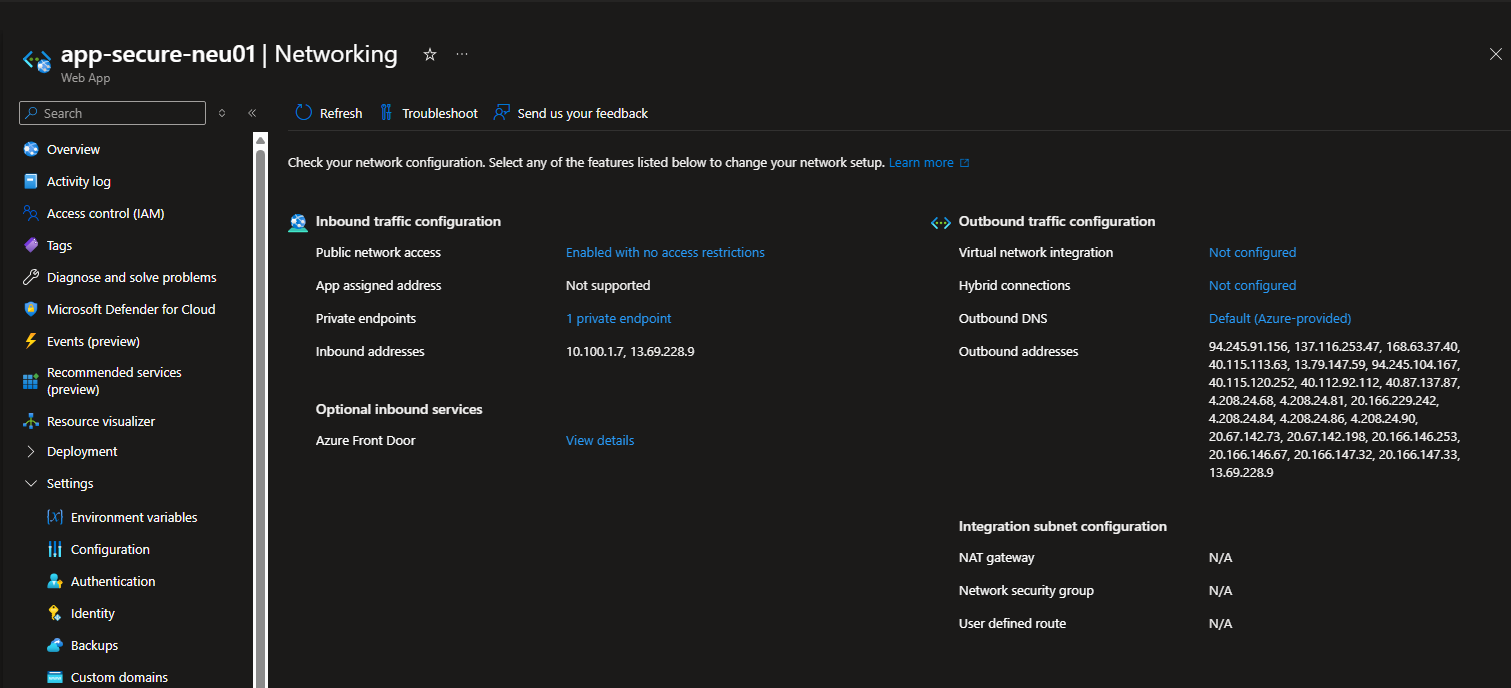 app-secure-neu01 | Networking
Web App
Search
Refresh
Troubleshoot
Send us your feedback
Overview
Activity log
Access control (IAM)
Tags
Diagnose and solve problems
Microsoft Defender for Cloud
Events (preview)
Recommended services
(preview)
Resource visualizer
Deployment
Settings
Environment variables
Configuration
Authentication
Identity
Backups
Custom domains
Check your network configuration. Select any of the features listed below to change your network setup. Learn more
Inbound traffic configuration
Public network access Enabled with no access restrictions
App assigned address Not supported
Private endpoints 1 private endpoint
Inbound addresses 10.100.1.7, 13.69.228.9
Optional inbound services
Azure Front Door View details
Outbound traffic configuration
Virtual network integration Not configured
Hybrid connections Not configured
Outbound DNS Default (Azure-provided)
Outbound addresses 94.245.91.156, 137.116.253.47, 168.63.37.40,
40.115.113.63, 13.79.147.59, 94.245.104.167,
40.115.120.252, 40.112.92.112, 40.87.137.87,
4.208.24.68, 4.208.24.81, 20.166.229.242,
4.208.24.84, 4.208.24.86, 4.208.24.90,
20.67.142.73, 20.67.142.198, 20.166.146.253,
20.166.146.67, 20.166.147.32, 20.166.147.33,
13.69.228.9
Integration subnet configuration
NAT gateway N/A
Network security group N/A
User defined route N/A